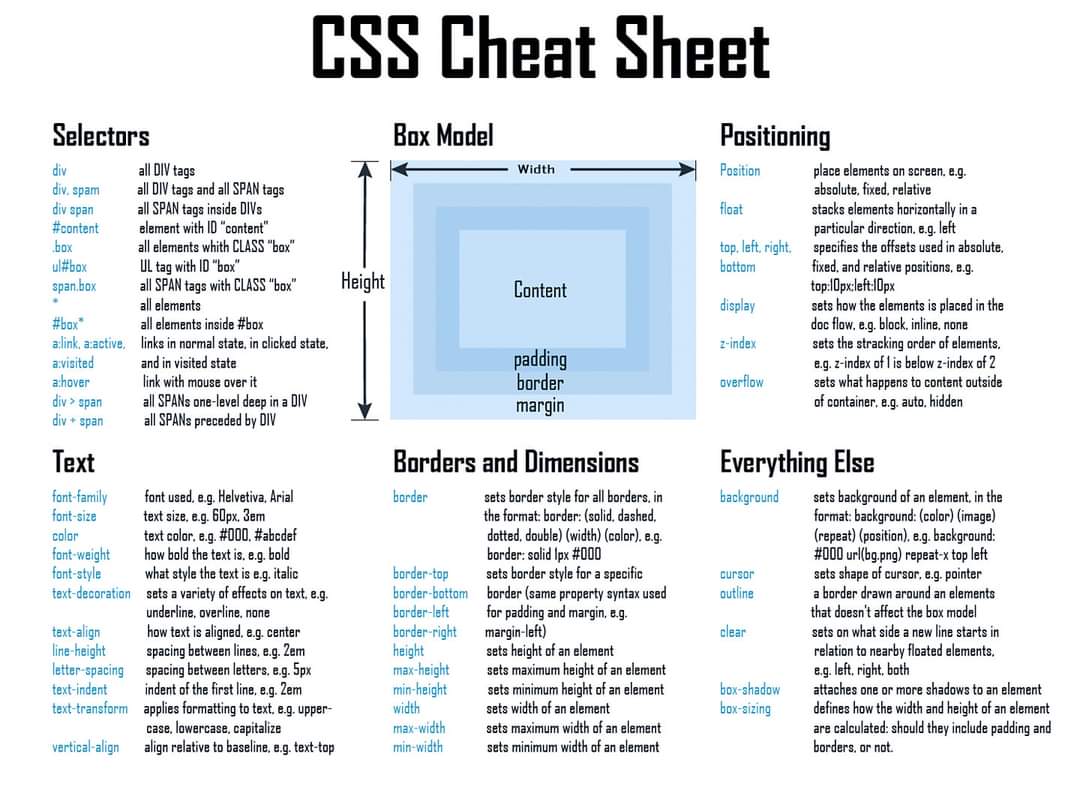 CSS Cheat Sheet
Selectors
div all DIV tags
div, spam all DIV tags and all SPAN tags
div span all SPAN tags inside DIVs
#content element with ID “content”
.box all elements whith CLASS “box”
ul#box UL tag with ID “box”
span.box all SPAN tags with CLASS “box”
* all elements
#box* all elements inside #box
a:link, a:active, links in normal state, in clicked state,
a:visited and in visited state
a:hover link with mouse over it
div > span all SPANs one-level deep in a DIV
div + span all SPANs preceded by DIV
Box Model
Width
Height
Content
padding
border
margin
Positioning
Position place elements on screen, e.g.
absolute, fixed, relative
float stacks elements horizontally in a
particular direction, e.g. left
top, left, right, specifies the offsets used in absolute,
bottom fixed, and relative positions, e.g.
top:10px;left:10px
display sets how the elements is placed in the
doc flow, e.g. block, inline, none
z-index sets the stracking order of elements,
e.g. z-index of 1 is below z-index of 2
overflow sets what happens to content outside
of container, e.g. auto, hidden
Text
font-family font used, e.g. Helvetiva, Arial
font-size text size, e.g. 60px, 3em
color text color, e.g. #000, #abcdef
font-weight how bold the text is, e.g. bold
font-style what style the text is e.g. italic
text-decoration sets a variety of effects on text, e.g.
underline, overline, none
text-align how text is aligned, e.g. center
line-height spacing between lines, e.g. 2em
letter-spacing spacing between letters, e.g. 5px
text-indent indent of the first line, e.g. 2em
text-transform applies formatting to text, e.g. upper-
case, lowercase, capitalize
vertical-align align relative to baseline, e.g. text-top
Borders and Dimensions
border sets border style for all borders, in
the format: border: (solid, dashed,
dotted, double) (width) (color), e.g.
border: solid 1px #000
border-top sets border style for a specific
border-bottom border (same property syntax used
border-left for padding and margin, e.g.
border-right margin-left)
height sets height of an element
max-height sets maximum height of an element
min-height sets minimum height of an element
width sets width of an element
max-width sets maximum width of an element
min-width sets minimum width of an element
Everything Else
background sets background of an element, in the
format: background: (color) (image)
(repeat) (position), e.g. background:
#000 url(bg.png) repeat-x top left
cursor sets shape of cursor, e.g. pointer
outline a border drawn around an elements
that doesn't affect the box model
clear sets on what side a new line starts in
relation to nearby floated elements,
e.g. left, right, both
box-shadow attaches one or more shadows to an element
box-sizing defines how the width and height of an element
are calculated: should they include padding and
borders, or not.